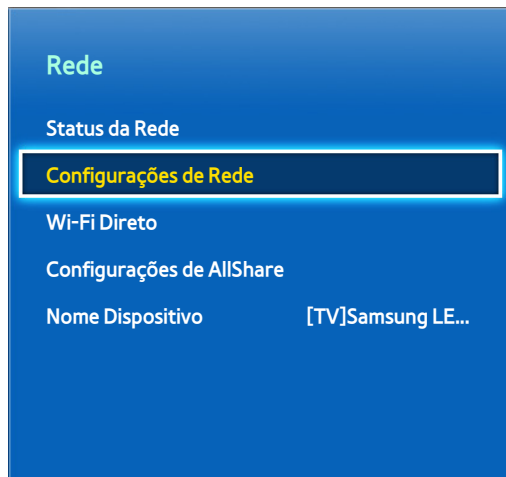 Rede
Status da Rede
Configurações de Rede
Wi-Fi Direto
Configurações de AllShare
Nome Dispositivo [TV]Samsung LE...